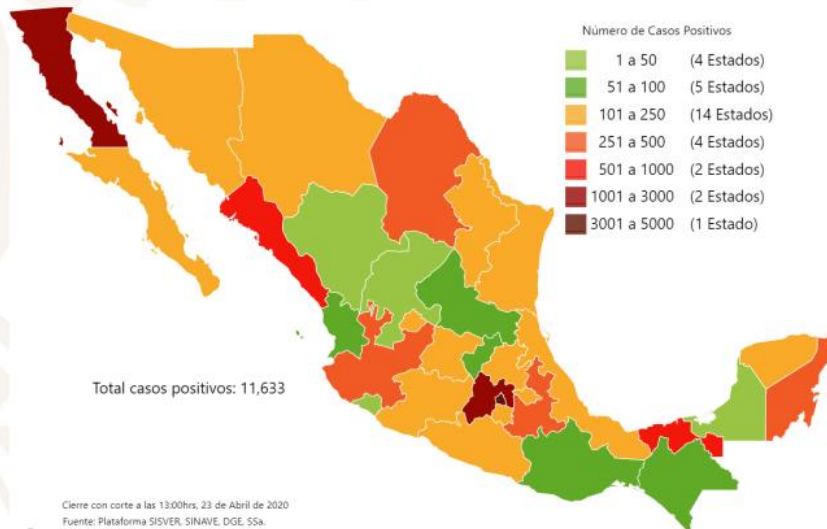 Número de Casos Positivos
1 a 50 (4 Estados)
51 a 100 (5 Estados)
101 a 250 (14 Estados)
251 a 500 (4 Estados)
501 a 1000 (2 Estados)
1001 a 3000 (2 Estados)
3001 a 5000 (1 Estado)
Total casos positivos: 11,633
Cierre con corte a las 13:00hrs, 23 de Abril de 2020
Fuente: Plataforma SISVER, SINAVE, DGE, SSa.